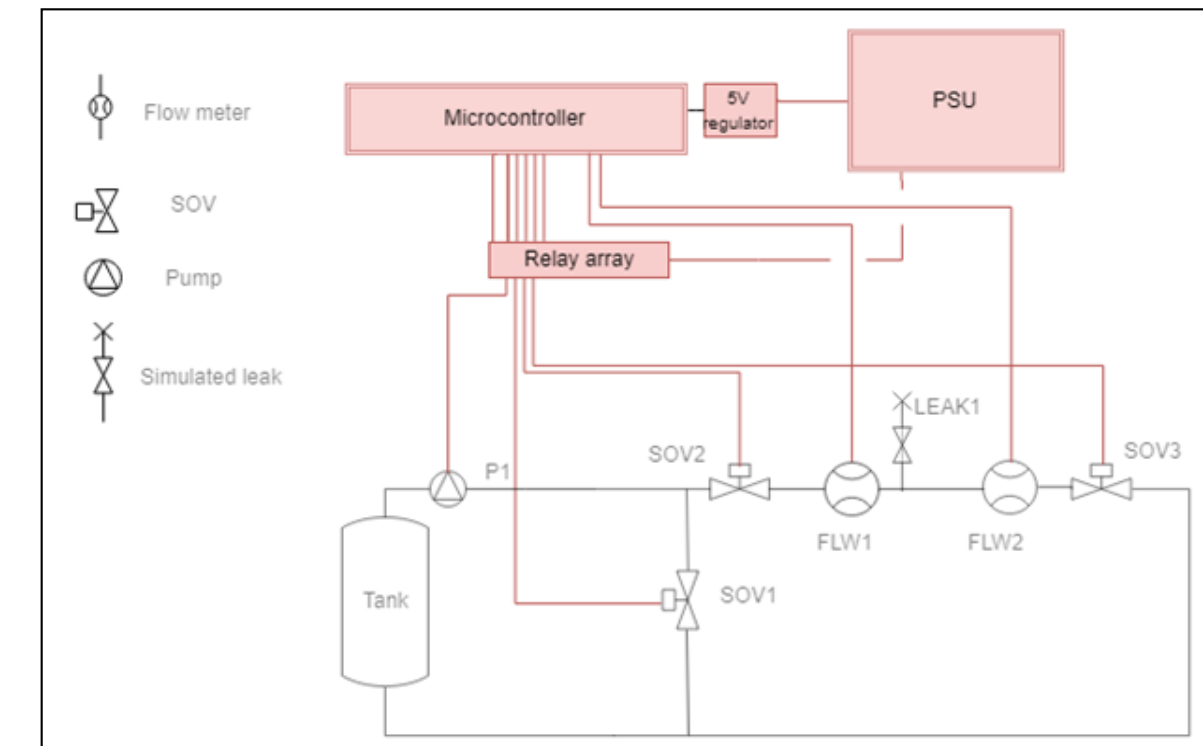 Flow meter
SOV
Pump
Simulated leak
Microcontroller
5V
regulator
PSU
Relay array
LEAK1
SOV2
SOV3
P1
FLW1
FLW2
Tank
SOV1